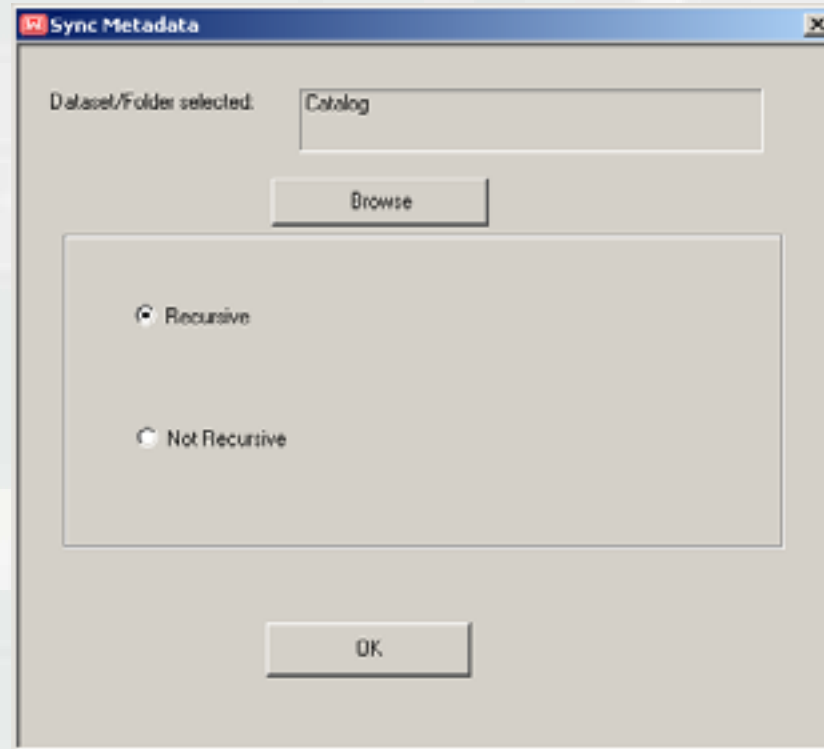 Sync Metadata
Dataset/Folder selected: Catalog
Browse
Recursive
Not Recursive
OK